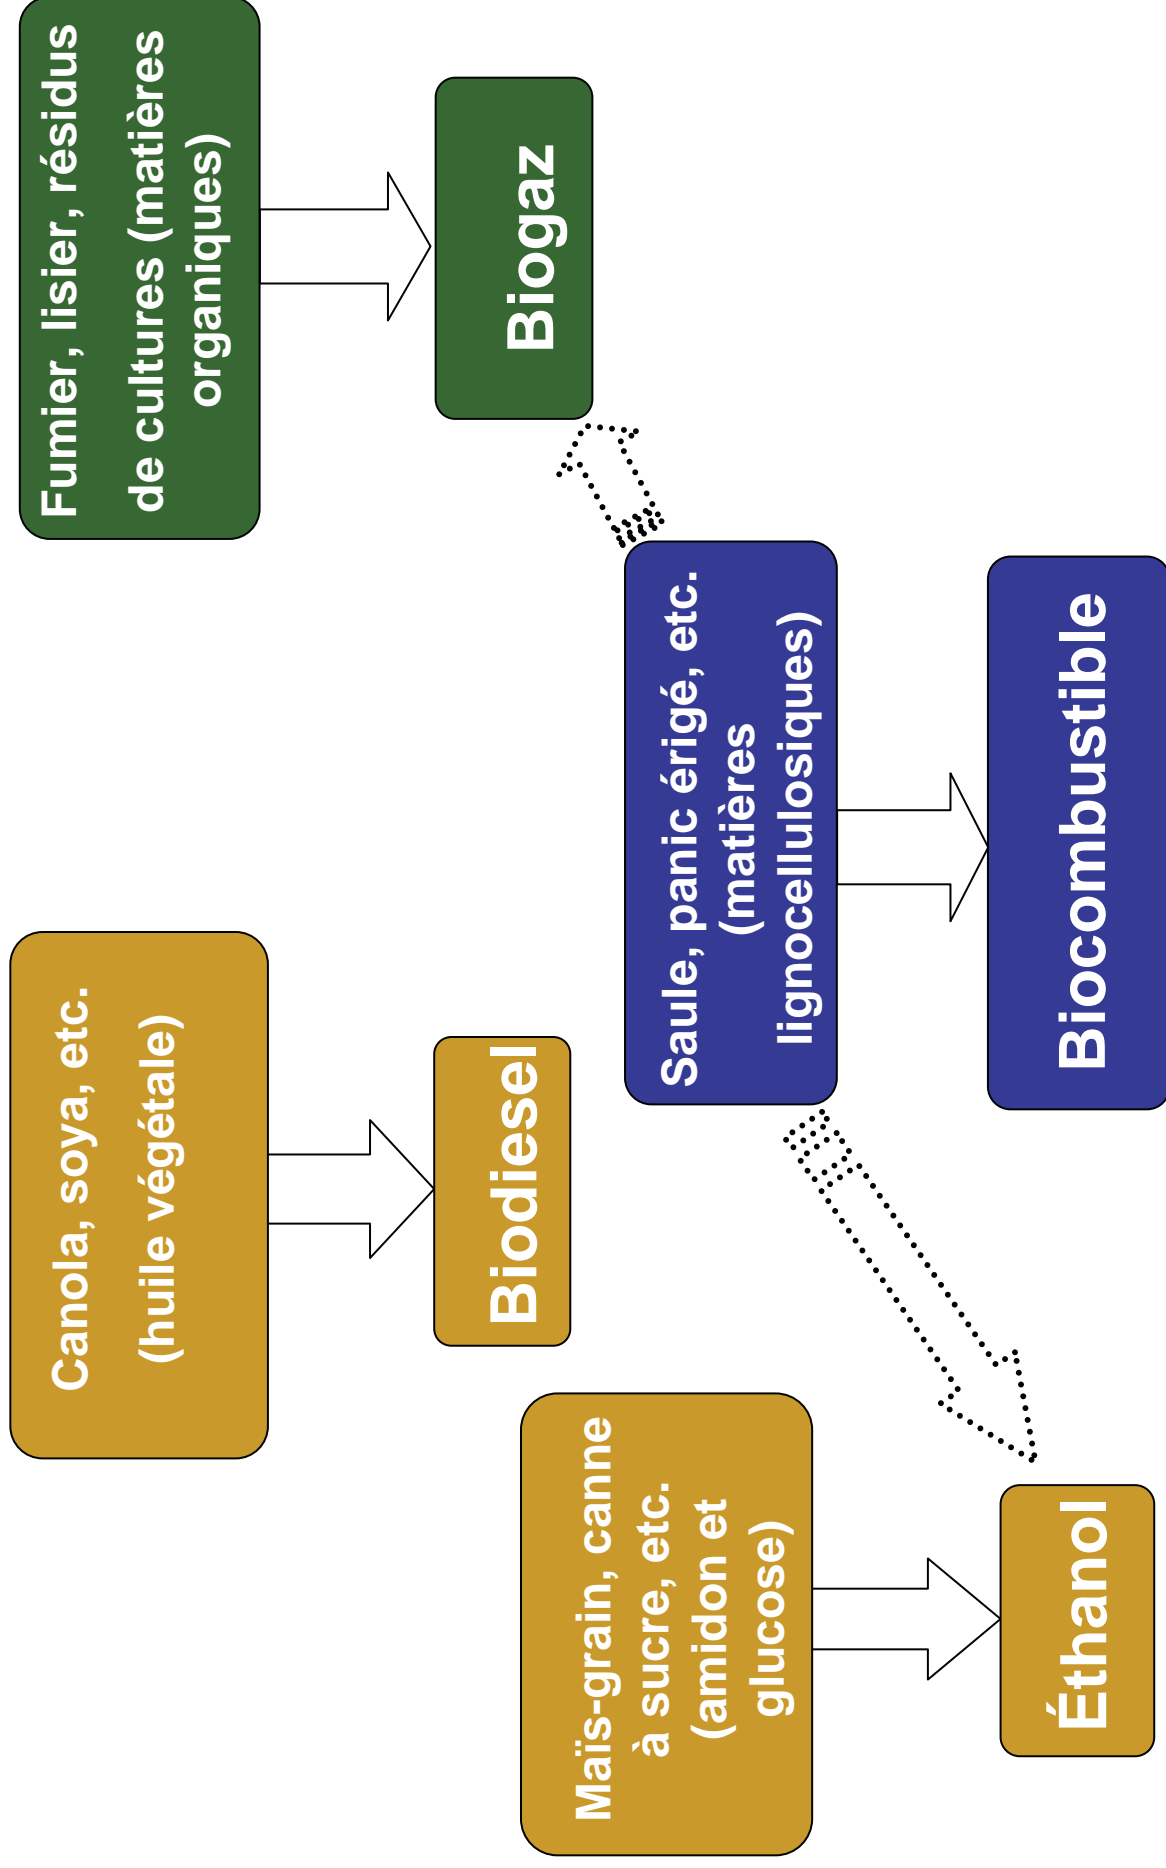 Canola, soya, etc.
(huile végétale)
Fumier, lisier, résidus
de cultures (matières
organiques)
Biodiesel
Biogaz
Maïs-grain, canne
à sucre, etc.
(amidon et
glucose)
Saule, panic érigé, etc.
(matières
lignocellulosiques)
Éthanol
Biocombustible